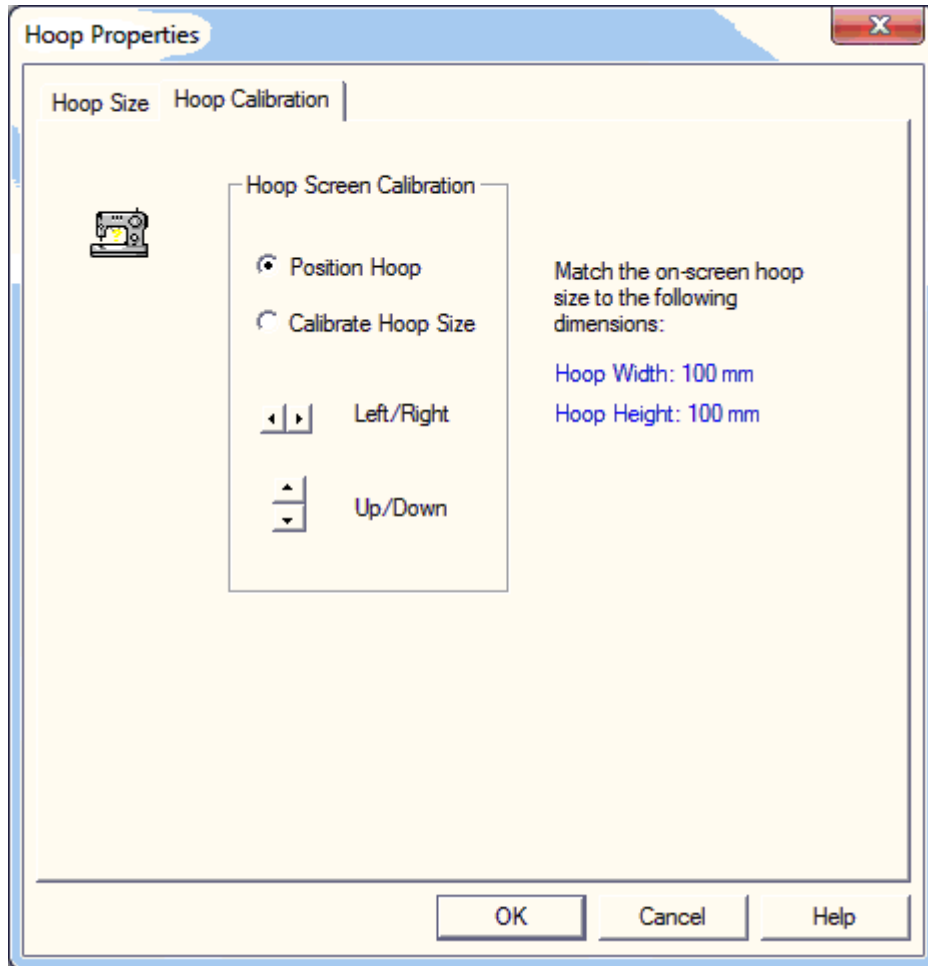 Hoop Properties
X
Hoop Size Hoop Calibration
Hoop Screen Calibration
Position Hoop
Calibrate Hoop Size
Left/Right
Up/Down
Match the on-screen hoop
size to the following
dimensions:
Hoop Width: 100 mm
Hoop Height: 100 mm
OK Cancel Help